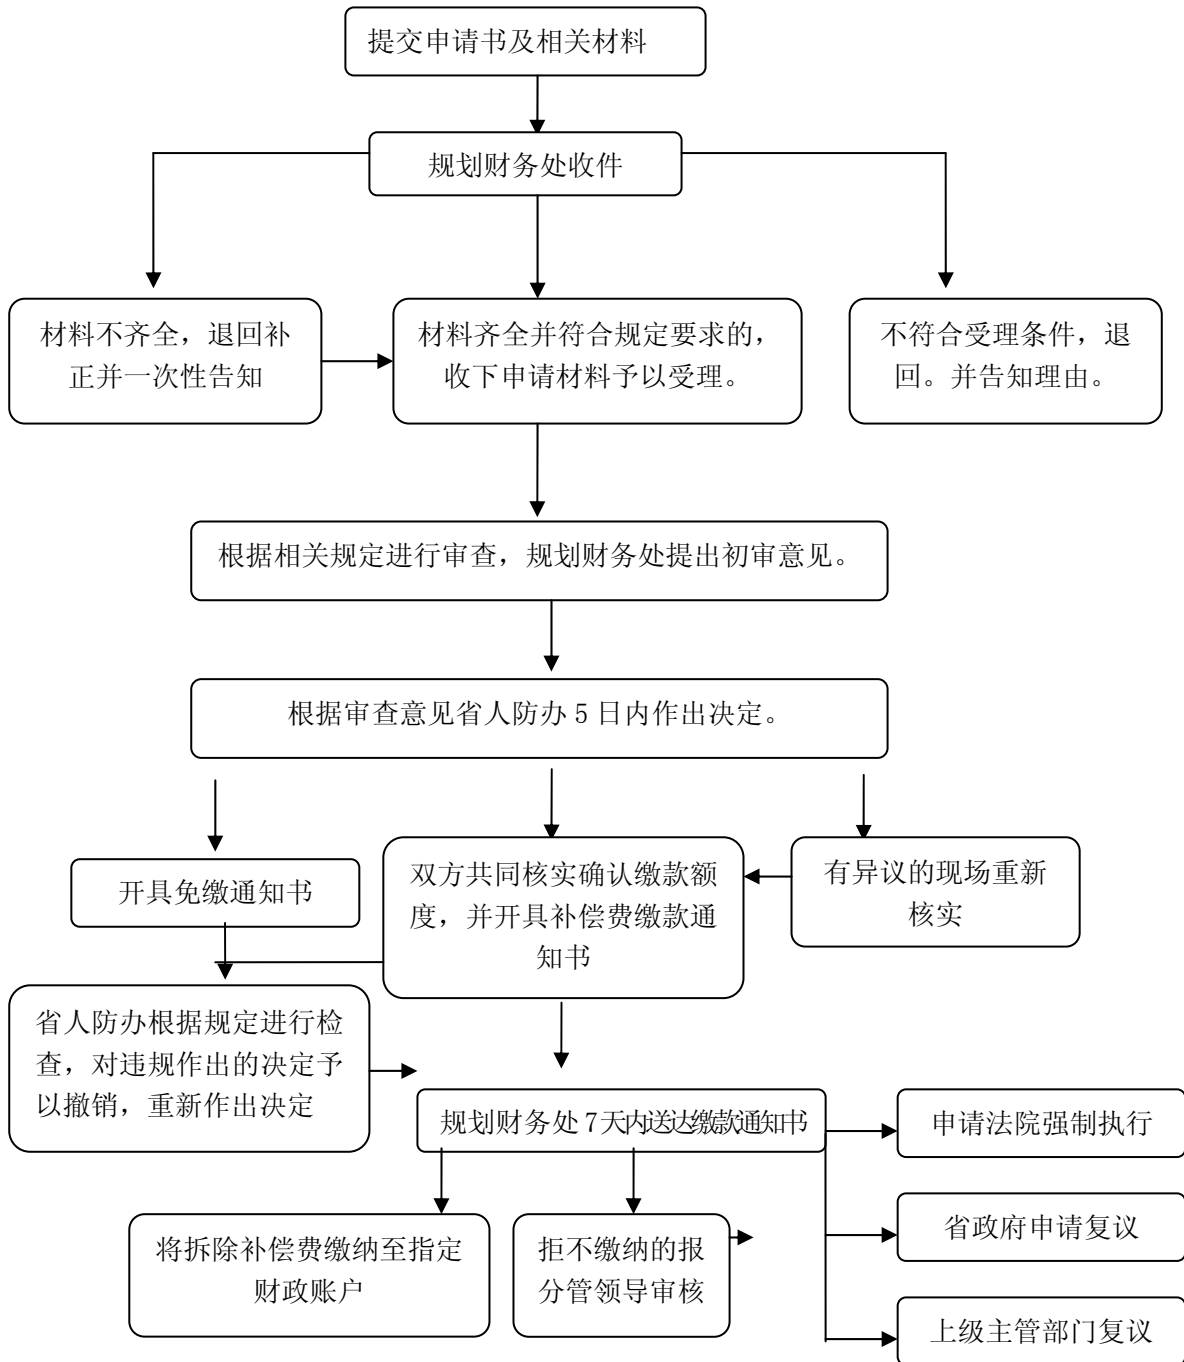 提交申请书及相关材料
规划财务处收件
材料不齐全，退回补
正并一次性告知
材料齐全并符合规定要求的，
收下申请材料予以受理。
不符合受理条件，退
回。并告知理由。
根据相关规定进行审查，规划财务处提出初审意见。
根据审查意见省人防办 5 日内作出决定。
开具免缴通知书
双方共同核实确认缴款额
度，并开具补偿费缴款通
知书
有异议的现场重新
核实
省人防办根据规定进行检
查，对违规作出的决定予
以撤销，重新作出决定
规划财务处 7天内送达缴款通知书
申请法院强制执行
将拆除补偿费缴纳至指定
财政账户
拒不缴纳的报
分管领导审核
省政府申请复议
上级主管部门复议